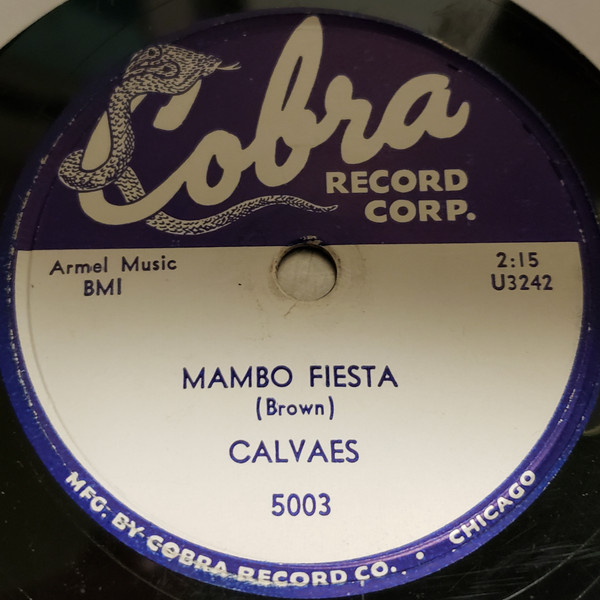 Cobra
RECORD
CORP.
Armel Music
BMI
2:15
U3242
MAMBO FIESTA
(Brown)
CALVAES
5003
MFG. BY COBRA RECORD CO. • CHICAGO